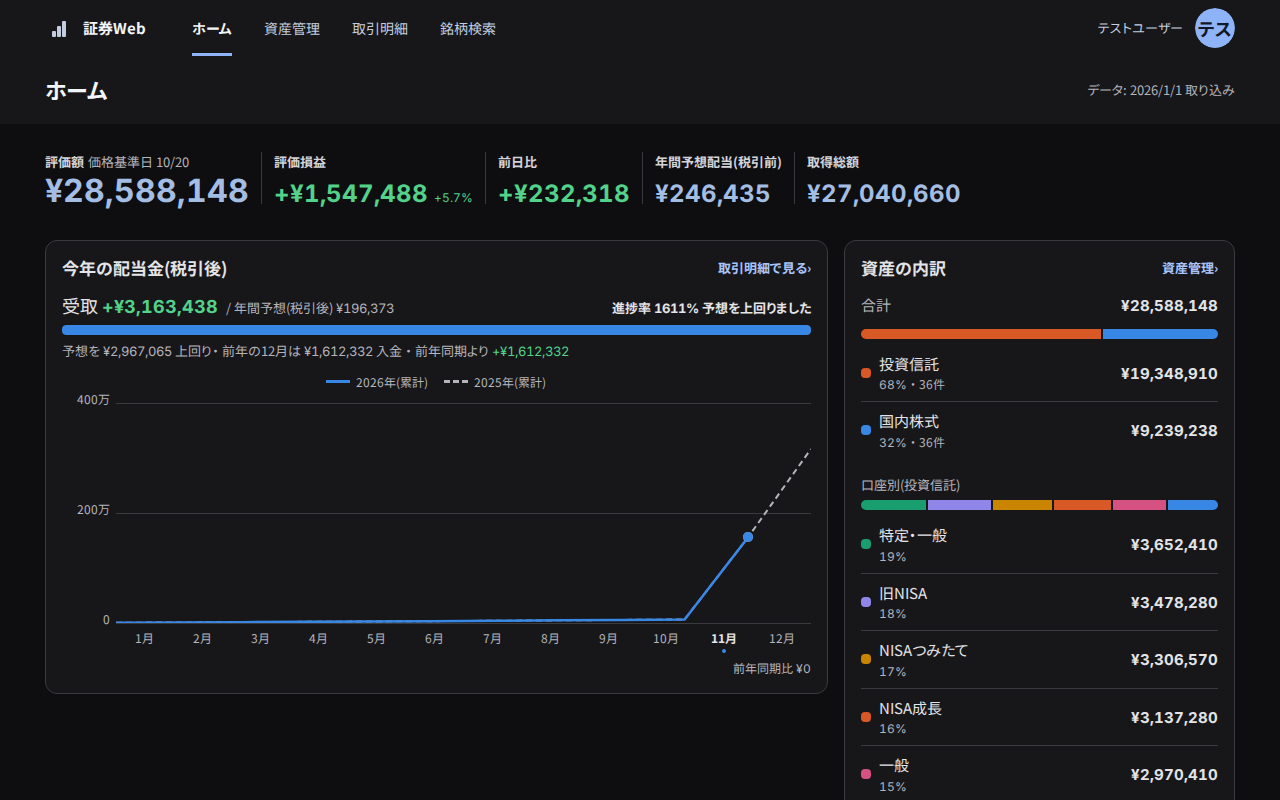 証券Web ホーム 資産管理 取引明細 銘柄検索 テストユーザー テス
ホーム データ: 2026/1/1 取り込み
評価額 価格基準日 10/20
¥28,588,148
評価損益
+¥1,547,488 +5.7%
前日比
+¥232,318
年間予想配当(税引前)
¥246,435
取得総額
¥27,040,660
今年の配当金(税引後) 取引明細で見る›
受取 +¥3,163,438 / 年間予想(税引後) ¥196,373 進捗率 1611% 予想を上回りました
予想を ¥2,967,065 上回り・前年の12月は ¥1,612,332 入金・前年同期より +¥1,612,332
2026年(累計) 2025年(累計)
400万
200万
0
1月 2月 3月 4月 5月 6月 7月 8月 9月 10月 11月 12月
前年同期比 ¥0
資産の内訳 資産管理›
合計 ¥28,588,148
投資信託 ¥19,348,910
68%・36件
国内株式 ¥9,239,238
32%・36件
口座別(投資信託)
特定・一般 ¥3,652,410
19%
旧NISA ¥3,478,280
18%
NISAつみたて ¥3,306,570
17%
NISA成長 ¥3,137,280
16%
一般 ¥2,970,410
15%